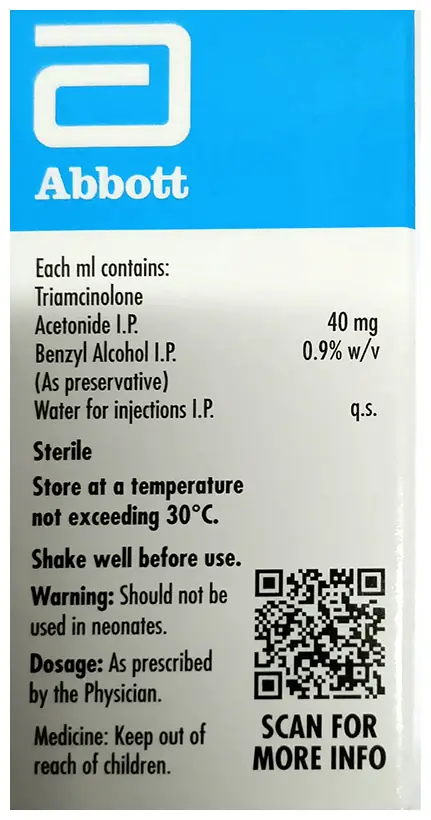 Abbott
Each ml contains:
Triamcinolone
Acetonide I.P. 40 mg
Benzyl Alcohol I.P. 0.9% w/v
(As preservative)
Water for injections I.P. q.s.
Sterile
Store at a temperature
not exceeding 30°C.
Shake well before use.
Warning: Should not be
used in neonates.
Dosage: As prescribed
by the Physician.
Medicine: Keep out of
reach of children.
SCAN FOR
MORE INFO